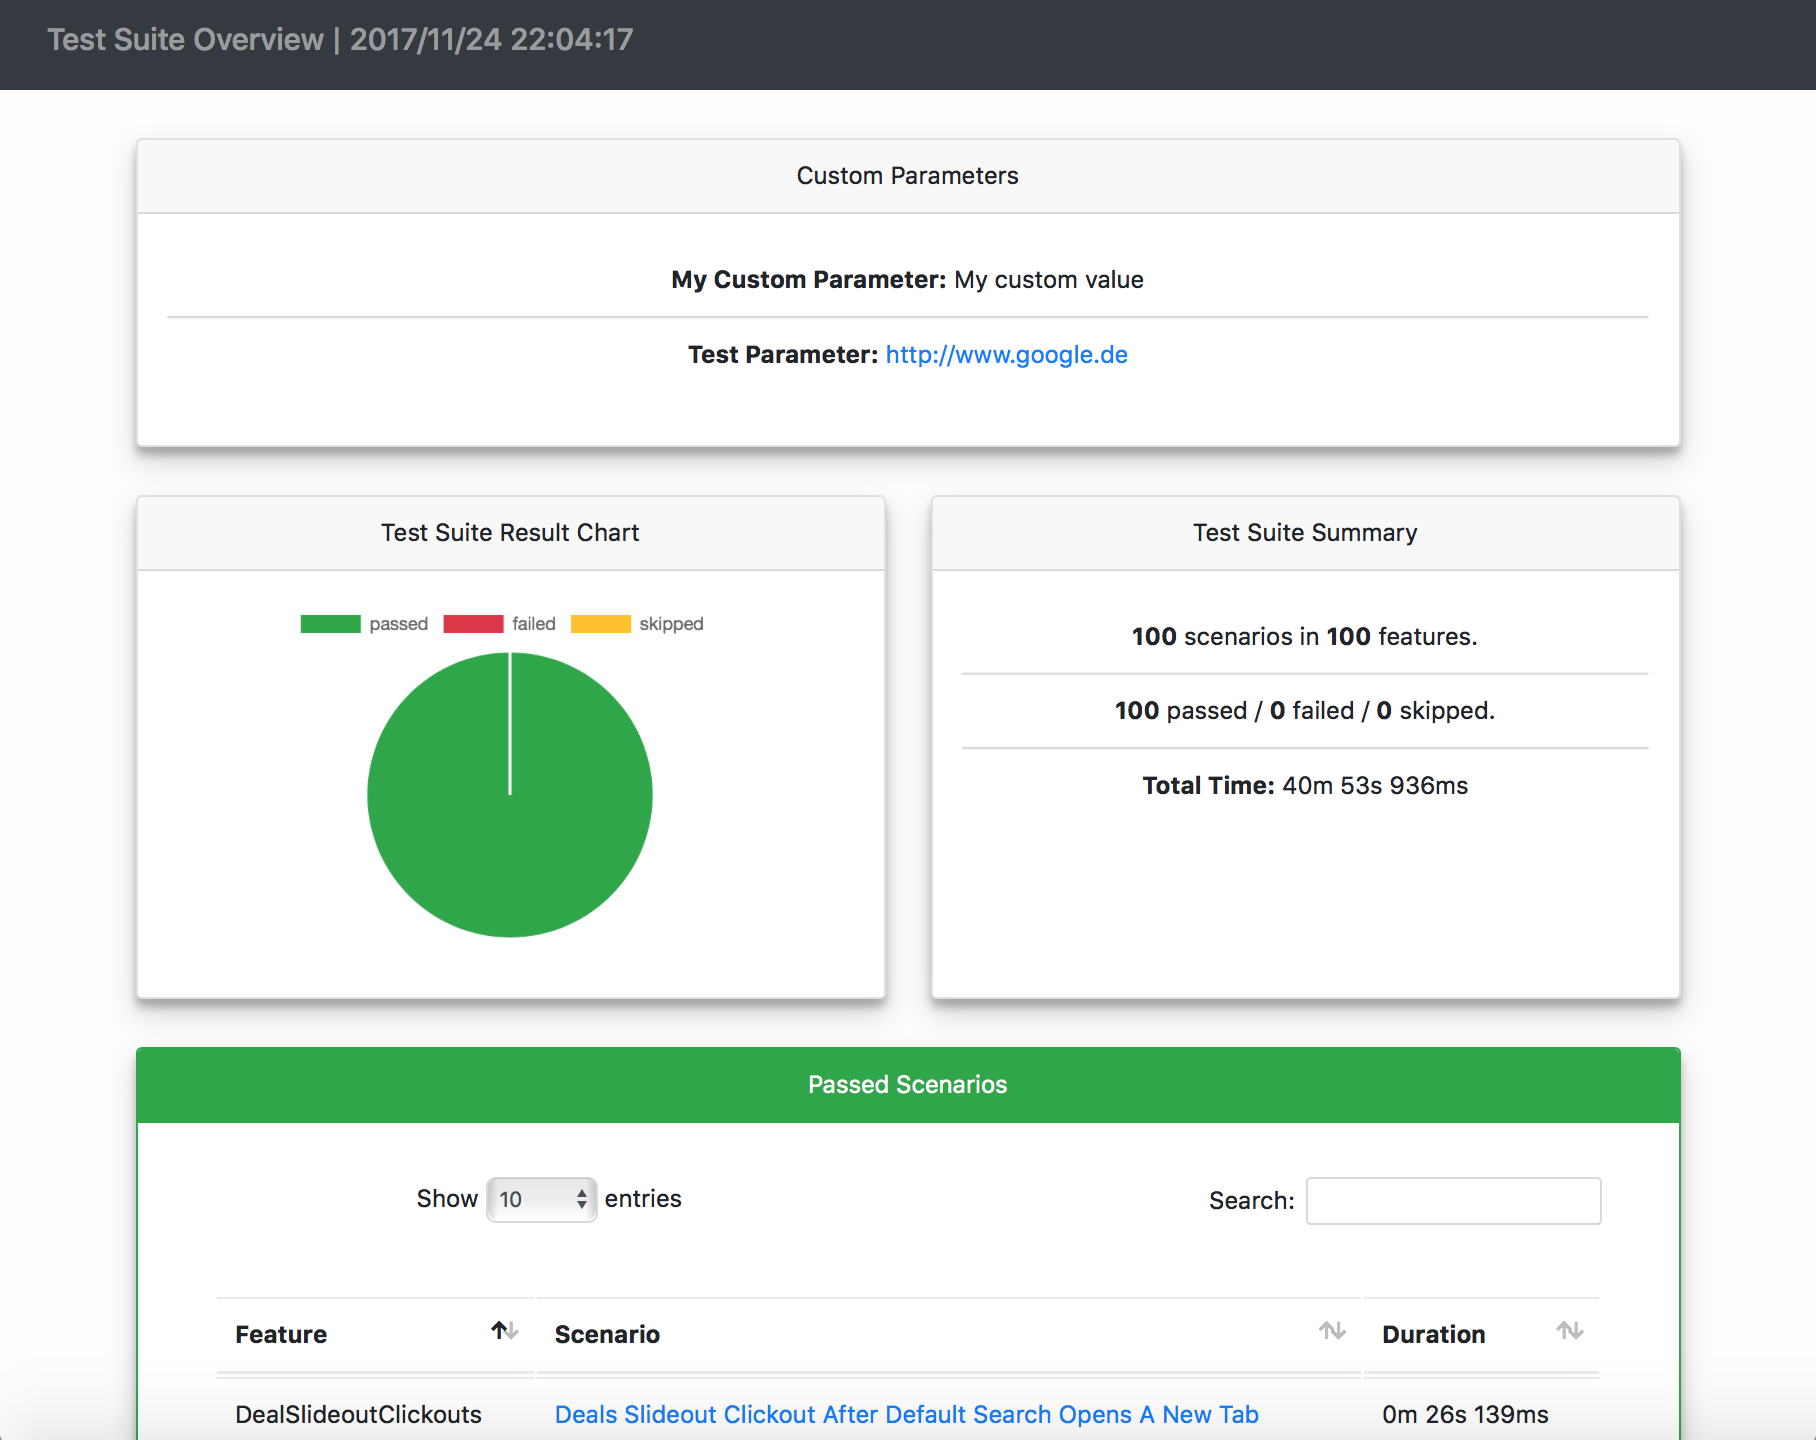 Test Suite Overview | 2017/11/24 22:04:17
Custom Parameters
My Custom Parameter: My custom value
Test Parameter: http://www.google.de
Test Suite Result Chart
passed failed skipped
Test Suite Summary
100 scenarios in 100 features.
100 passed / 0 failed / 0 skipped.
Total Time: 40m 53s 936ms
Passed Scenarios
Show 10 entries
Search:
Feature Scenario Duration
DealSlideoutClickouts Deals Slideout Clickout After Default Search Opens A New Tab 0m 26s 139ms